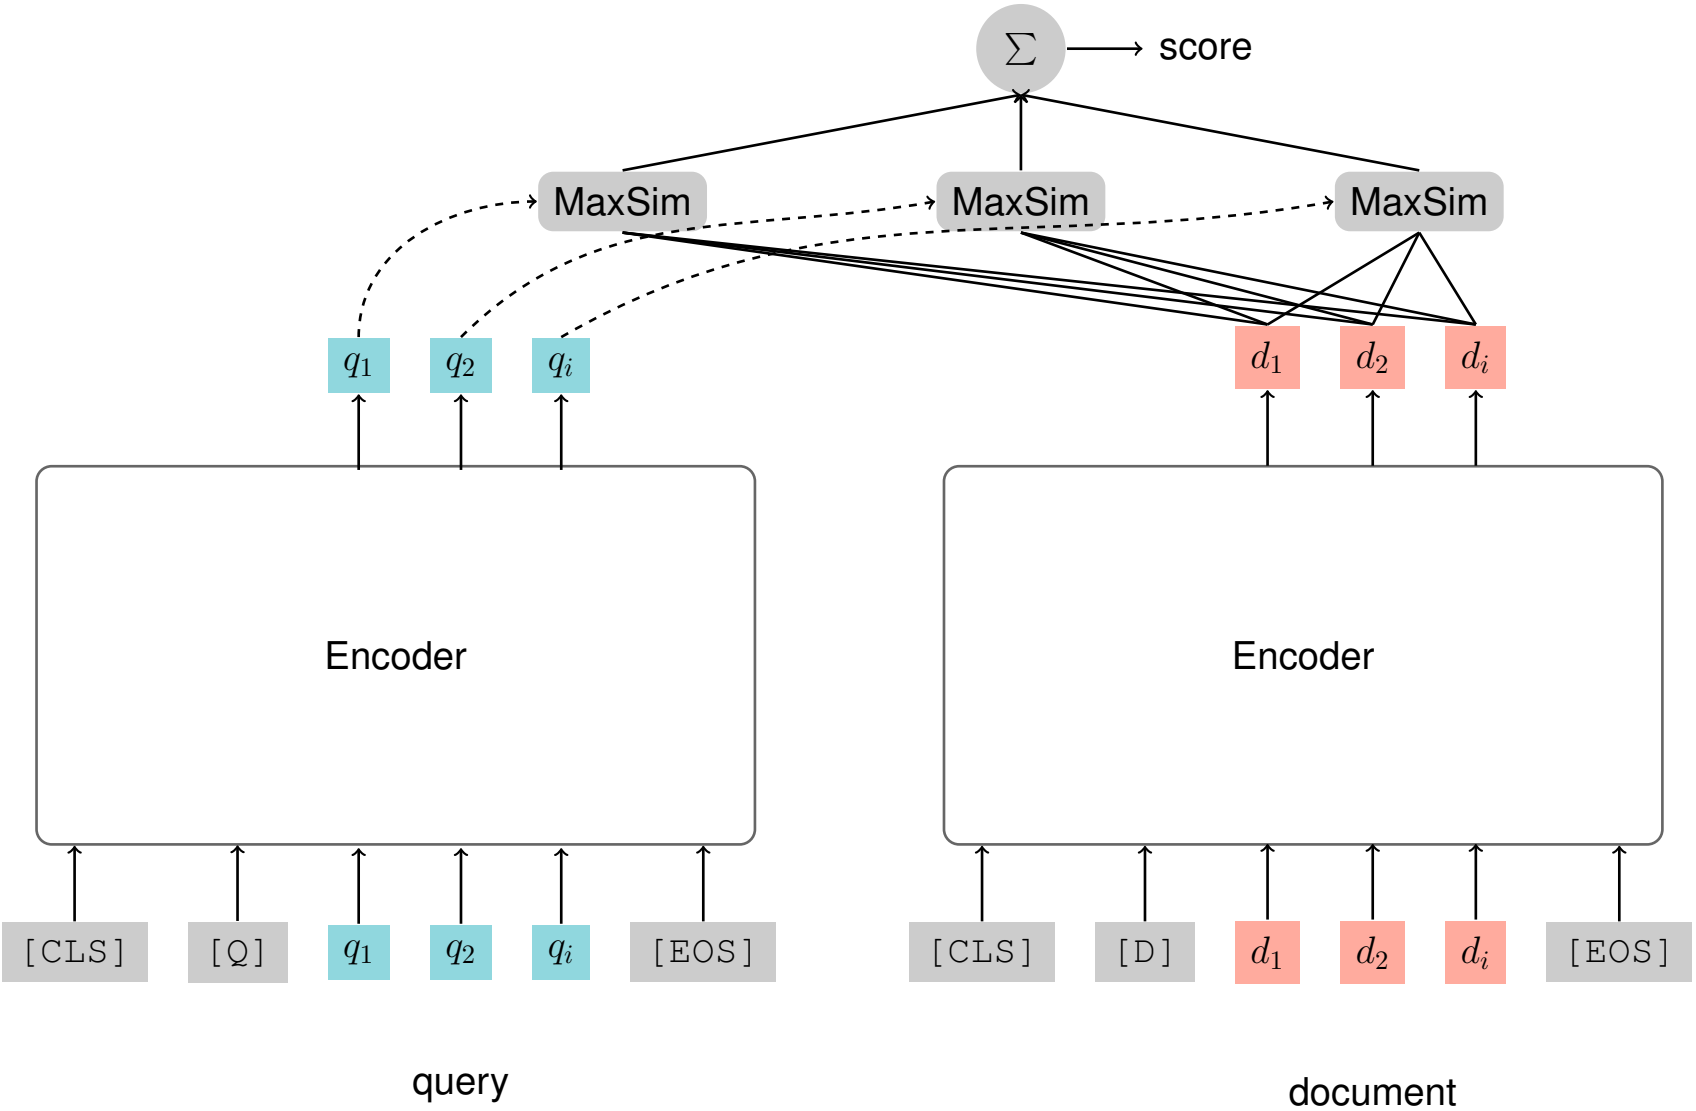 ∑ score
MaxSim MaxSim MaxSim
q₁ q₂ qᵢ d₁ d₂ dᵢ
Encoder Encoder
[CLS] [Q] q₁ q₂ qᵢ [EOS] [CLS] [D] d₁ d₂ dᵢ [EOS]
query document